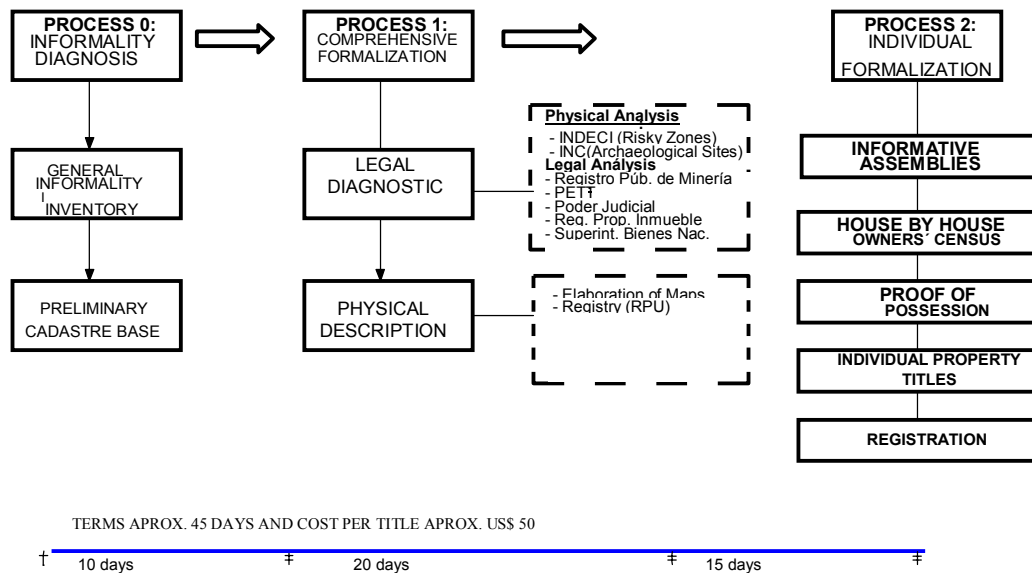 PROCESS 0:
INFORMALITY
DIAGNOSIS
GENERAL
INFORMALITY
INVENTORY
PRELIMINARY
CADASTRE BASE
PROCESS 1:
COMPREHENSIVE
FORMALIZATION
LEGAL
DIAGNOSTIC
PHYSICAL
DESCRIPTION
Physical Analysis
- INDECI (Risky Zones)
- INC(Archaeological Sites)
Legal Análysis
- Registro Púb. de Minería
- PETT
- Poder Judicial
- Reg. Prop. Inmueble
- Superint. Bienes Nac.
- Elaboration of Maps
- Registry (RPU)
PROCESS 2:
INDIVIDUAL
FORMALIZATION
INFORMATIVE
ASSEMBLIES
HOUSE BY HOUSE
OWNERS´ CENSUS
PROOF OF
POSSESSION
INDIVIDUAL PROPERTY
TITLES
REGISTRATION
TERMS APROX. 45 DAYS AND COST PER TITLE APROX. US$ 50
† 10 days ‡ 20 days ‡ 15 days ‡